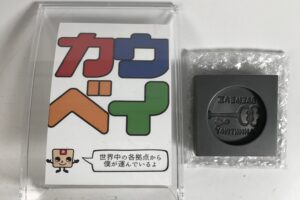 カウ
ベイ
世界中の各拠点から
僕が運んでいるよ